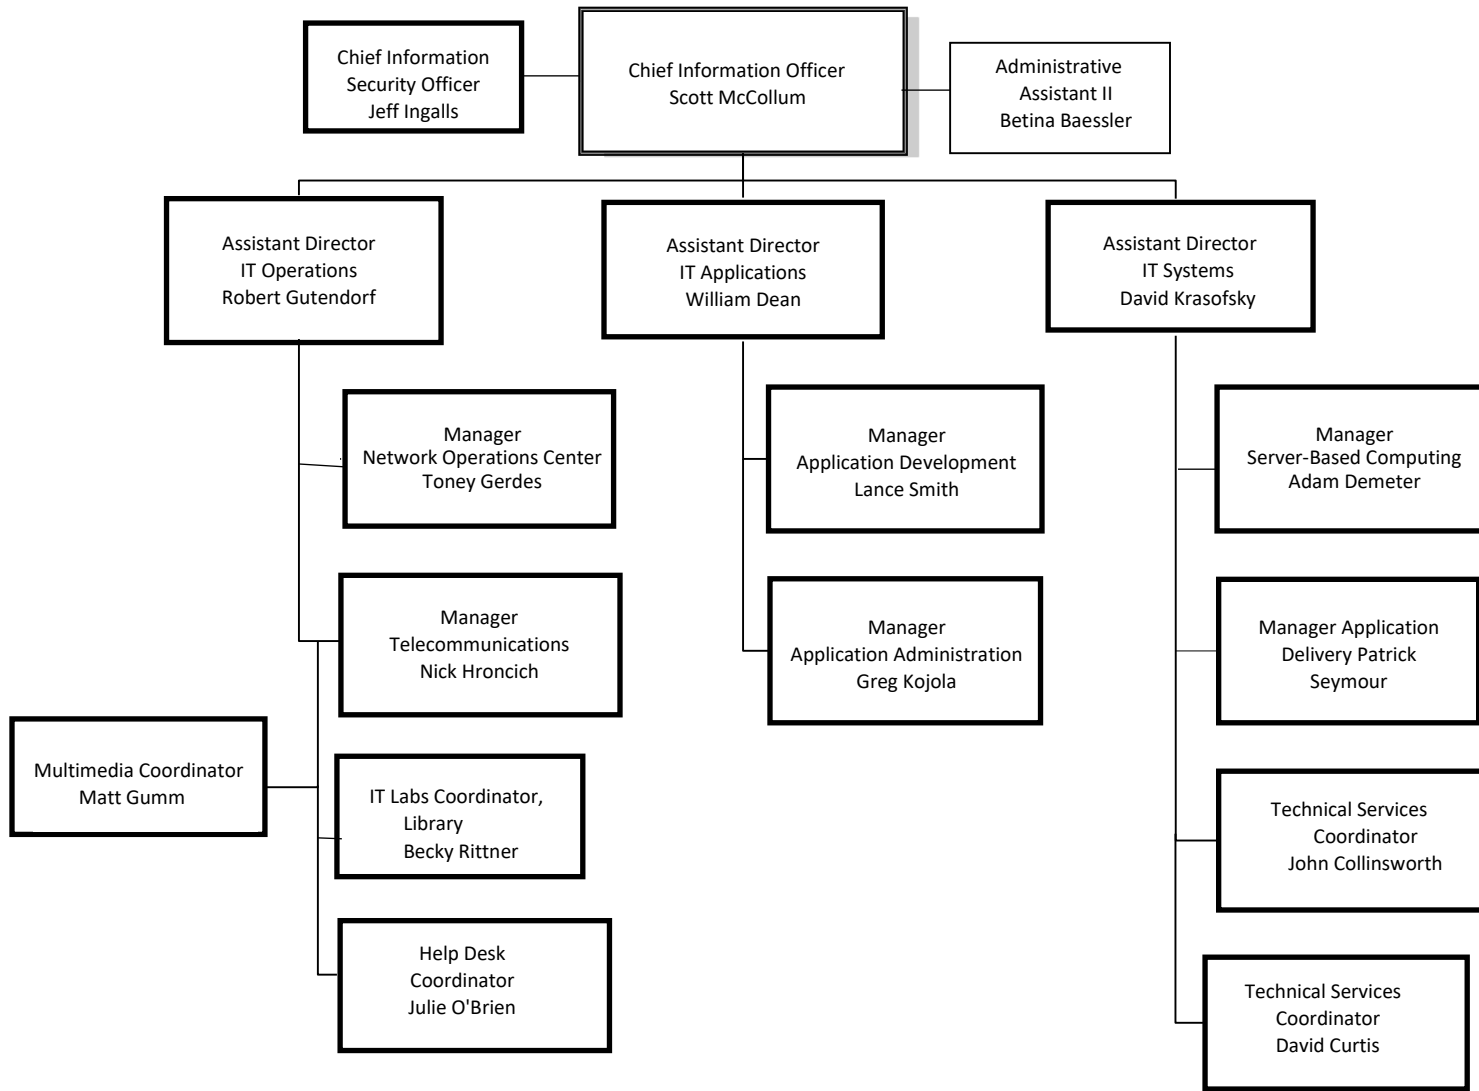 Chief Information
Security Officer
Jeff Ingalls
Chief Information Officer
Scott McCollum
Administrative
Assistant II
Betina Baessler
Assistant Director
IT Operations
Robert Gutendorf
Assistant Director
IT Applications
William Dean
Assistant Director
IT Systems
David Krasofsky
Manager
Network Operations Center
Toney Gerdes
Manager
Application Development
Lance Smith
Manager
Server-Based Computing
Adam Demeter
Manager
Telecommunications
Nick Hroncich
Manager
Application Administration
Greg Kojola
Manager Application
Delivery Patrick
Seymour
Multimedia Coordinator
Matt Gumm
IT Labs Coordinator,
Library
Becky Rittner
Technical Services
Coordinator
John Collinsworth
Help Desk
Coordinator
Julie O'Brien
Technical Services
Coordinator
David Curtis